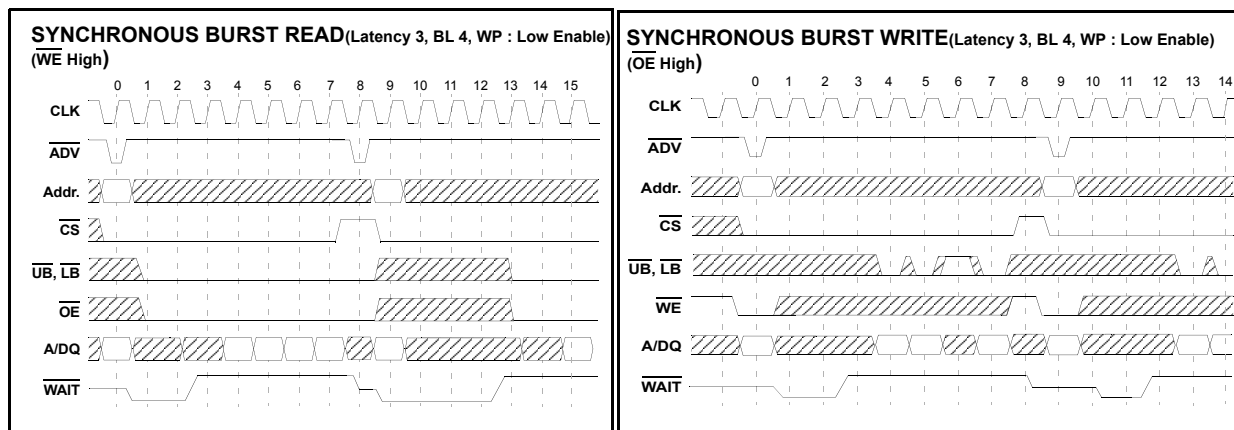 SYNCHRONOUS BURST READ(Latency 3, BL 4, WP : Low Enable)
(WE High)
0 1 2 3 4 5 6 7 8 9 10 11 12 13 14 15
CLK
ADV
Addr.
CS
UB, LB
OE
A/DQ
WAIT
SYNCHRONOUS BURST WRITE(Latency 3, BL 4, WP : Low Enable)
(OE High)
0 1 2 3 4 5 6 7 8 9 10 11 12 13 14
CLK
ADV
Addr.
CS
UB, LB
WE
A/DQ
WAIT